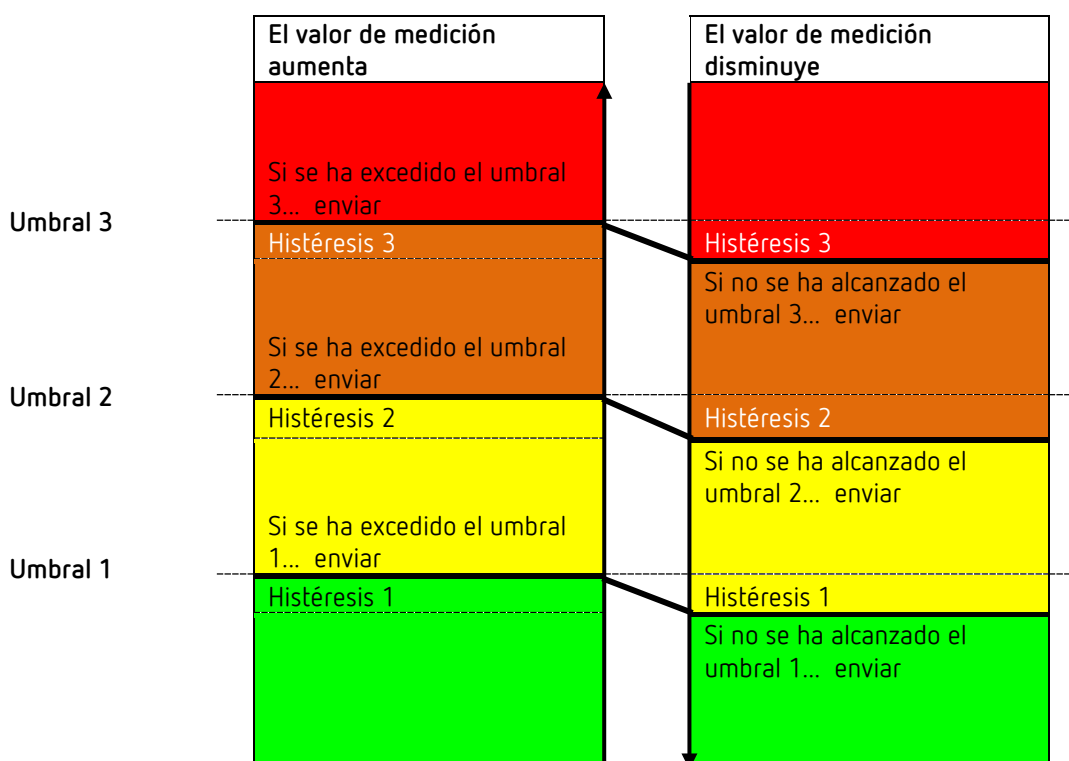 El valor de medición
aumenta
El valor de medición
disminuye
Si se ha excedido el umbral
3... enviar
Umbral 3
Histéresis 3
Histéresis 3
Si no se ha alcanzado el
umbral 3... enviar
Si se ha excedido el umbral
2... enviar
Umbral 2
Histéresis 2
Histéresis 2
Si no se ha alcanzado el
umbral 2... enviar
Si se ha excedido el umbral
1... enviar
Umbral 1
Histéresis 1
Histéresis 1
Si no se ha alcanzado el
umbral 1... enviar